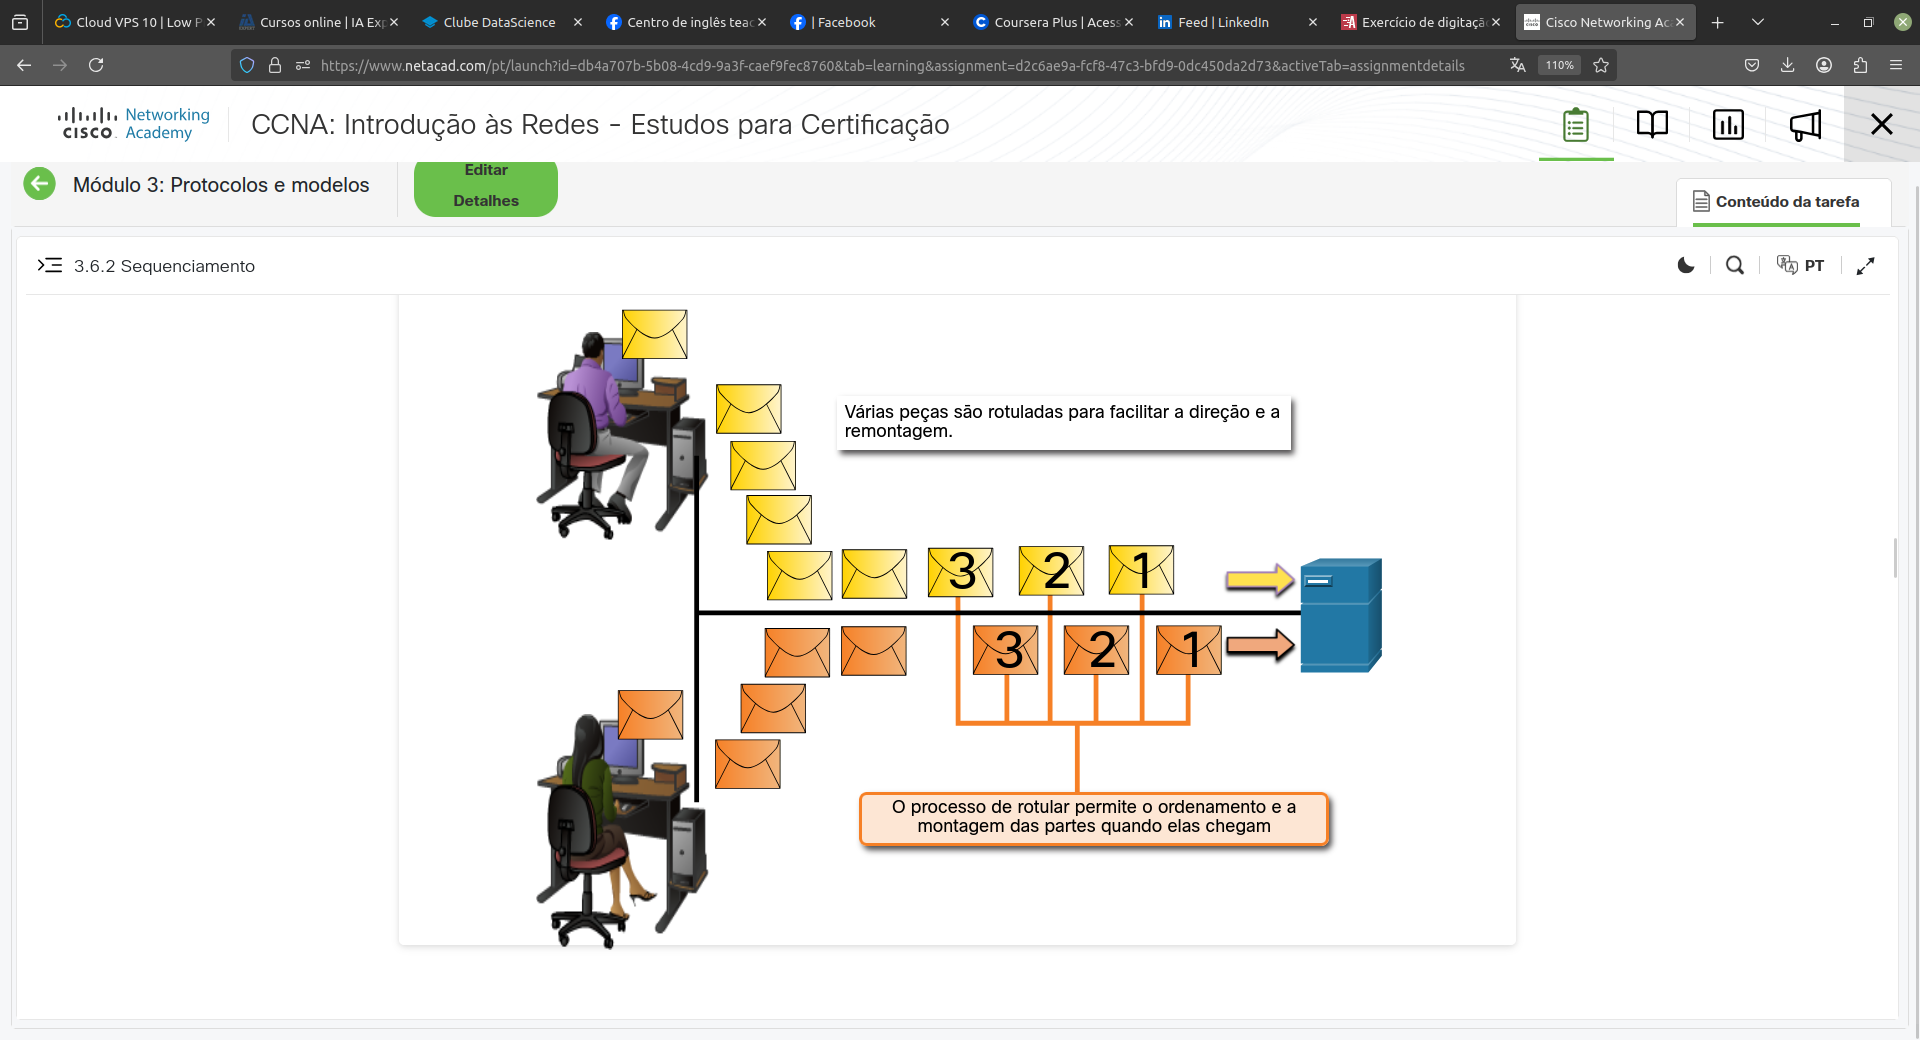 Cloud VPS 10 | Low P
Cursos online | IA Exp
Clube DataScience
Centro de inglês teac
| Facebook
Coursera Plus | Acess
Feed | LinkedIn
Exercício de digitação
Cisco Networking Ac
https://www.netacad.com/pt/launch?id=db4a707b-5b08-4cd9-9a3f-caef9fec8760&tab=learning&assignment=d2c6ae9a-fcf8-47c3-bfd9-0dc450da2d73&activeTab=assignmentdetails
110%
CISCO Networking Academy
CCNA: Introdução às Redes - Estudos para Certificação
Módulo 3: Protocolos e modelos
Editar
Detalhes
Conteúdo da tarefa
3.6.2 Sequenciamento
PT
Várias peças são rotuladas para facilitar a direção e a
remontagem.
3 2 1
3 2 1
O processo de rotular permite o ordenamento e a
montagem das partes quando elas chegam